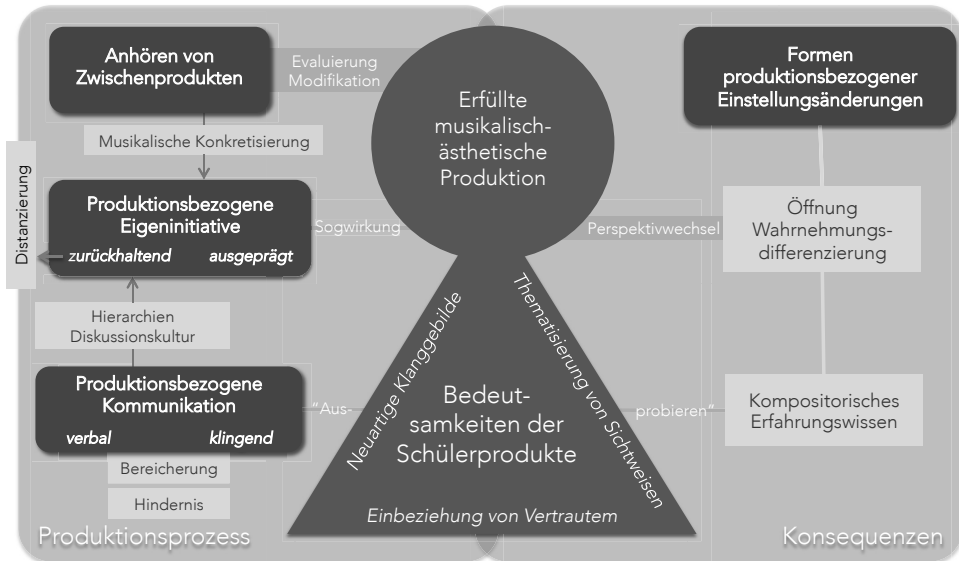 Anhören von
Zwischenprodukten
Evaluierung
Modifikation
Musikalische Konkretisierung
Distanzierung
Produktionsbezogene
Eigeninitiative
zurückhaltend ausgeprägt
Sogwirkung
Hierarchien
Diskussionskultur
Produktionsbezogene
Kommunikation
verbal klingend
"Aus-
Bereicherung
Hindernis
Produktionsprozess
Erfüllte
musikalisch-
ästhetische
Produktion
Neuartige Klanggebilde
Thematisierung von Sichtweisen
Bedeut-
samkeiten der
Schülerprodukte
Einbeziehung von Vertrautem
Formen
produktionsbezogener
Einstellungsänderungen
Perspektivwechsel
Öffnung
Wahrnehmungs-
differenzierung
probieren"
Kompositorisches
Erfahrungswissen
Konsequenzen